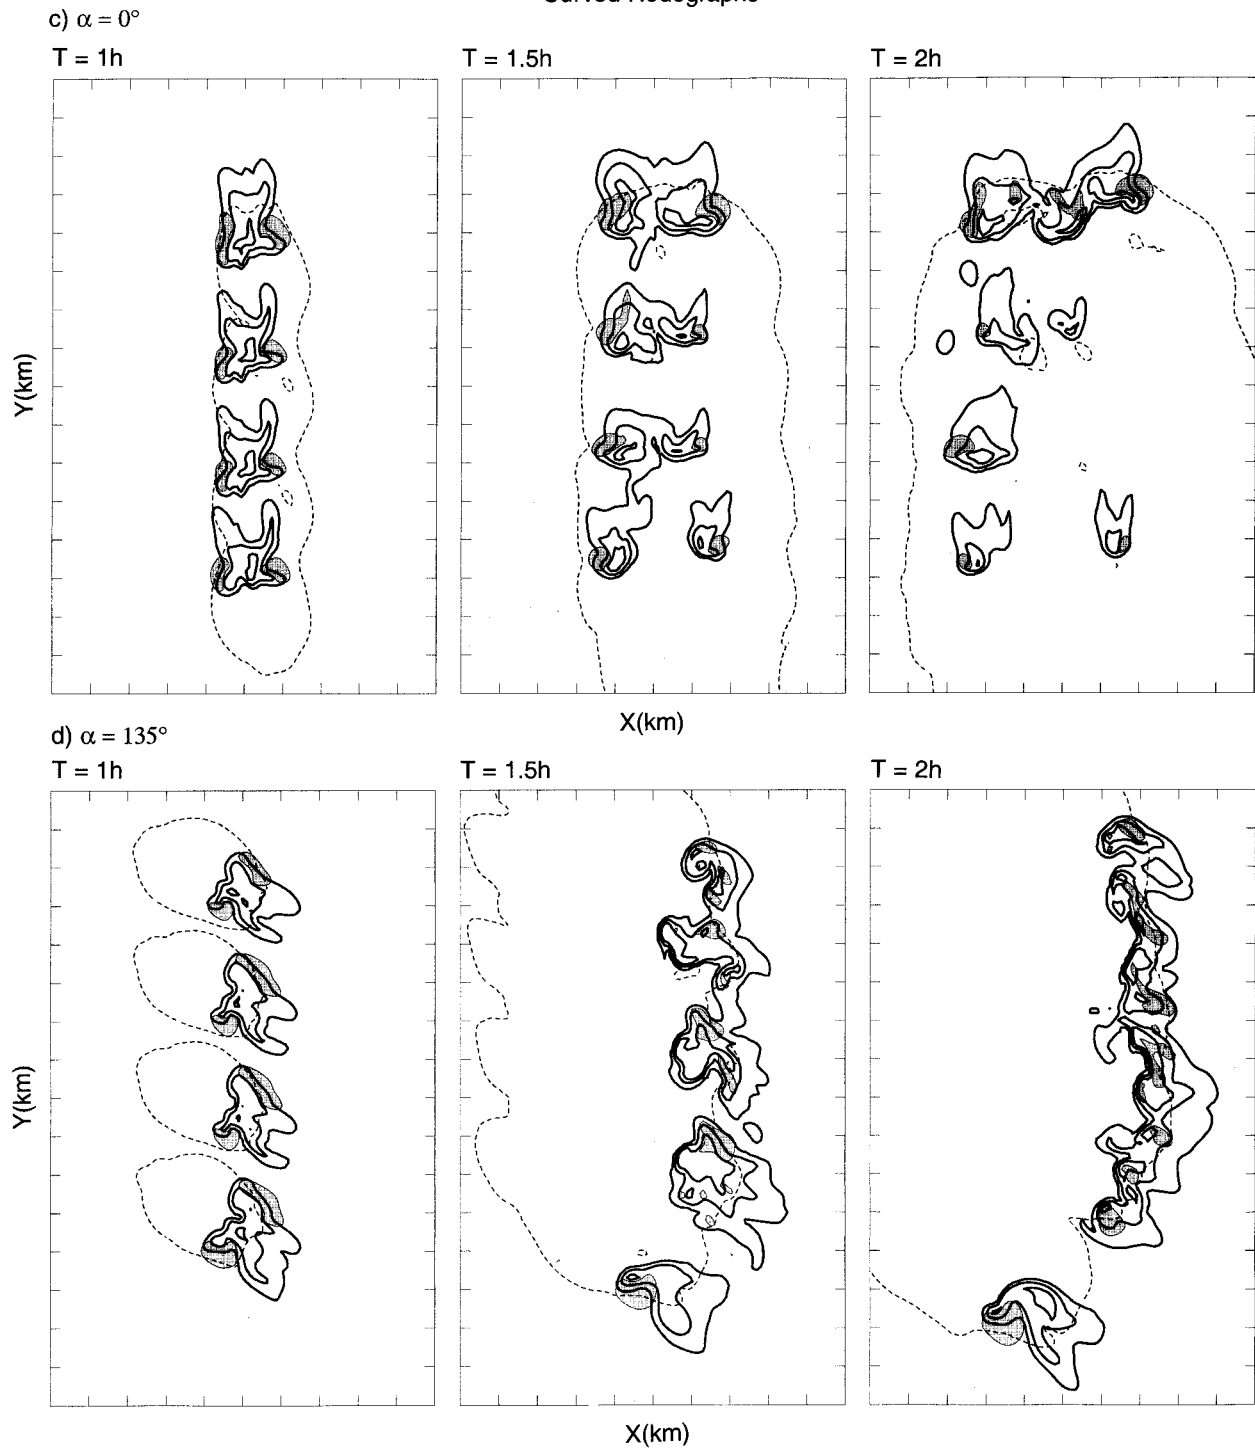 Curved Hodographs
c) α = 0°
T = 1h T = 1.5h T = 2h
Y(km)
X(km)
d) α = 135°
T = 1h T = 1.5h T = 2h
Y(km)
X(km)